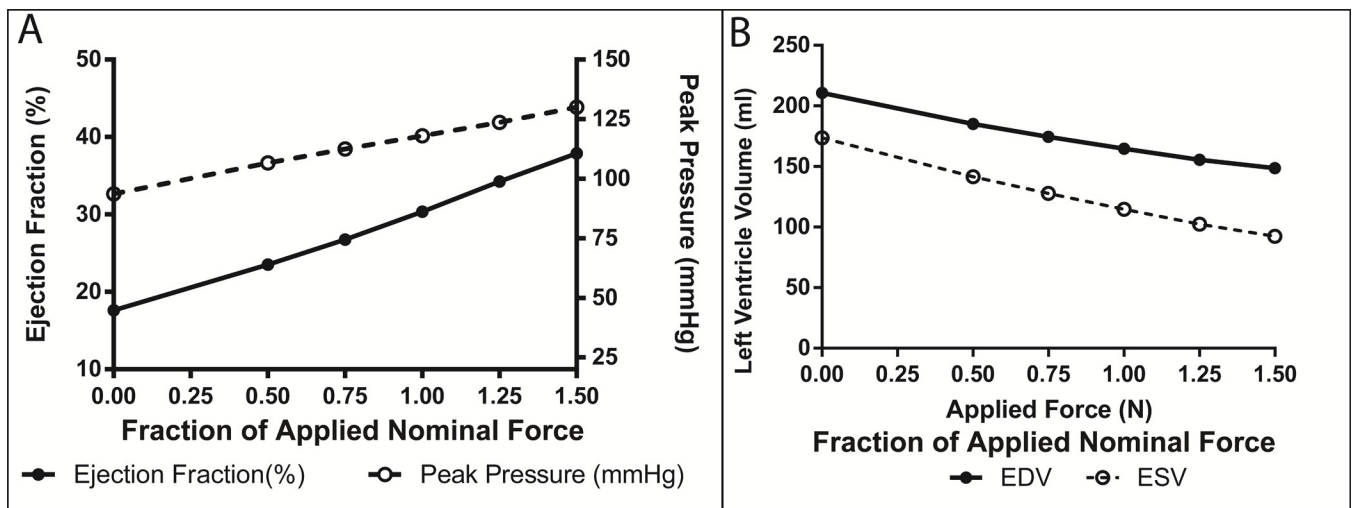 A
50
40
30
20
10
Ejection Fraction (%)
150
125
100
75
50
25
Peak Pressure (mmHg)
0.00 0.25 0.50 0.75 1.00 1.25 1.50
Fraction of Applied Nominal Force
Ejection Fraction(%) Peak Pressure (mmHg)
B
250
200
150
100
50
0
Left Ventricle Volume (ml)
0.00 0.25 0.50 0.75 1.00 1.25 1.50
Applied Force (N)
Fraction of Applied Nominal Force
EDV ESV